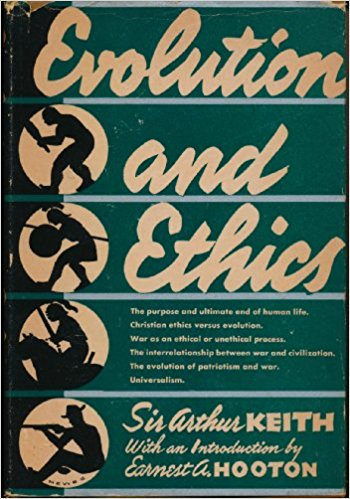 Evolution
and
Ethics
The purpose and ultimate end of human life.
Christian ethics versus evolution.
War as an ethical or unethical process.
The interrelationship between war and civilization.
The evolution of patriotism and war.
Universalism.
Sir Arthur KEITH
With an Introduction by
Earnest A. HOOTON